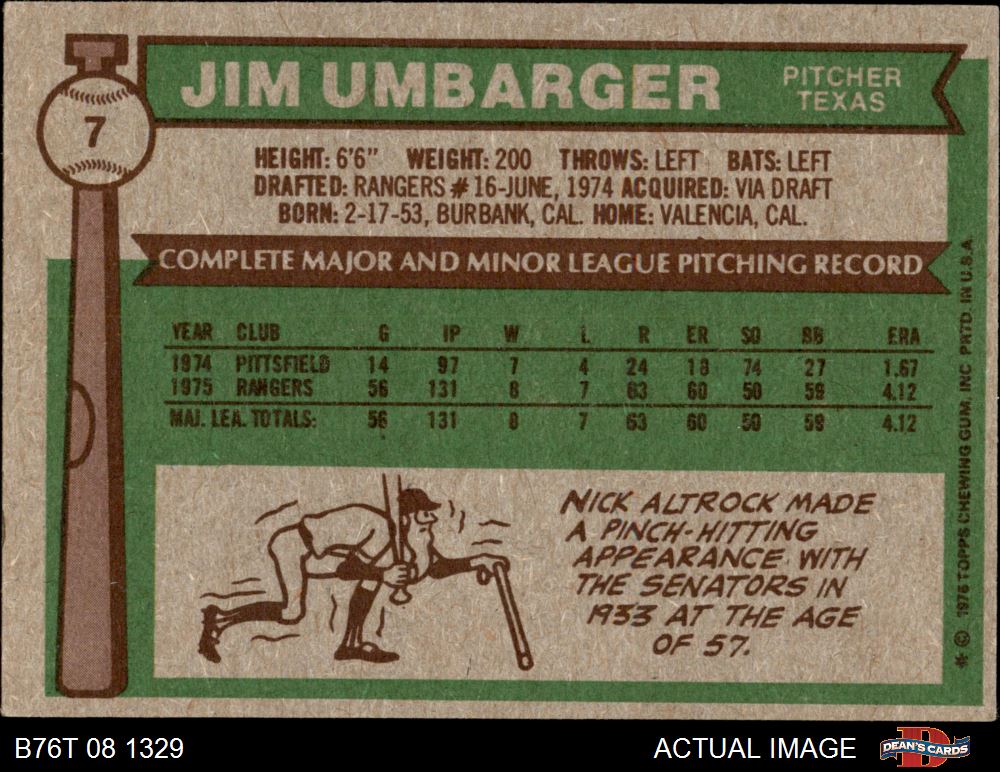 7
JIM UMBARGER
PITCHER
TEXAS
HEIGHT: 6'6" WEIGHT: 200 THROWS: LEFT BATS: LEFT
DRAFTED: RANGERS #16-JUNE, 1974 ACQUIRED: VIA DRAFT
BORN: 2-17-53, BURBANK, CAL. HOME: VALENCIA, CAL.
COMPLETE MAJOR AND MINOR LEAGUE PITCHING RECORD
YEAR CLUB G IP W L R ER SO BB ERA
1974 PITTSFIELD 14 97 7 4 24 18 74 27 1.67
1975 RANGERS 56 131 8 7 63 60 50 59 4.12
MAJ. LEA. TOTALS: 56 131 8 7 63 60 50 59 4.12
NICK ALTROCK MADE
A PINCH-HITTING
APPEARANCE WITH
THE SENATORS IN
1933 AT THE AGE
OF 57.
* © 1976 TOPPS CHEWING GUM, INC PRTD. IN U.S.A.
B76T 08 1329
ACTUAL IMAGE
DEAN'S CARDS